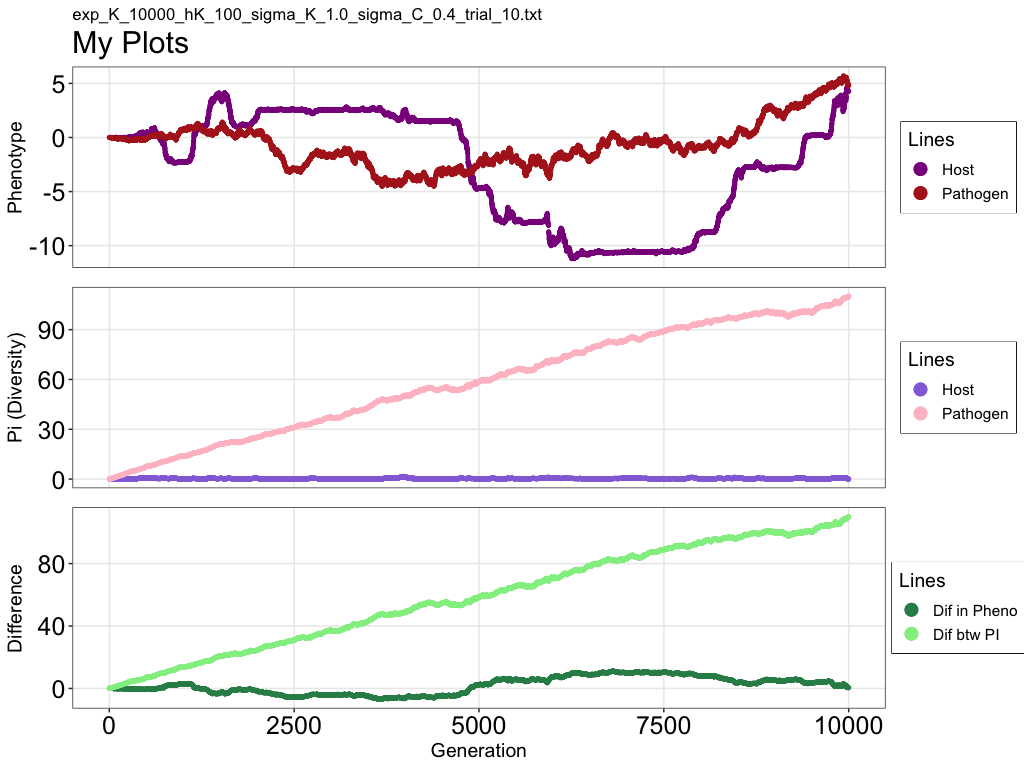 exp_K_10000_hK_100_sigma_K_1.0_sigma_C_0.4_trial_10.txt
My Plots
Phenotype
5
0
-5
-10
Lines
Host
Pathogen
Pi (Diversity)
90
60
30
0
Lines
Host
Pathogen
Difference
80
40
0
Lines
Dif in Pheno
Dif btw PI
0 2500 5000 7500 10000
Generation